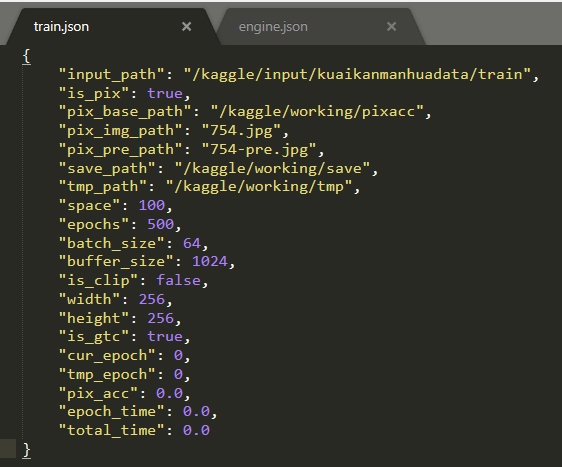 train.json × engine.json ×
{
"input_path": "/kaggle/input/kuaikanmanhuadata/train",
"is_pix": true,
"pix_base_path": "/kaggle/working/pixacc",
"pix_img_path": "754.jpg",
"pix_pre_path": "754-pre.jpg",
"save_path": "/kaggle/working/save",
"tmp_path": "/kaggle/working/tmp",
"space": 100,
"epochs": 500,
"batch_size": 64,
"buffer_size": 1024,
"is_clip": false,
"width": 256,
"height": 256,
"is_gtc": true,
"cur_epoch": 0,
"tmp_epoch": 0,
"pix_acc": 0.0,
"epoch_time": 0.0,
"total_time": 0.0
}